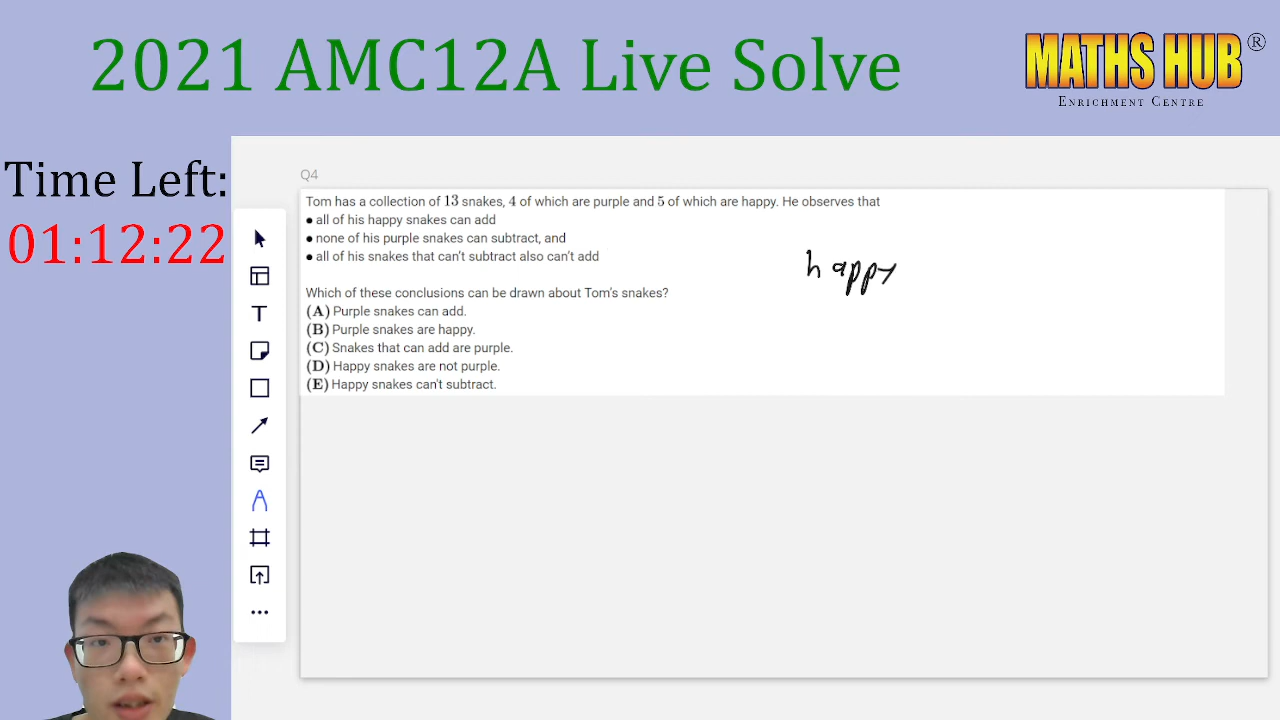 2021 AMC12A Live Solve
MATHS HUB ®
ENRICHMENT CENTRE
Time Left:
01:12:22
Q4
Tom has a collection of 13 snakes, 4 of which are purple and 5 of which are happy. He observes that
• all of his happy snakes can add
• none of his purple snakes can subtract, and
• all of his snakes that can't subtract also can't add
happy
Which of these conclusions can be drawn about Tom's snakes?
(A) Purple snakes can add.
(B) Purple snakes are happy.
(C) Snakes that can add are purple.
(D) Happy snakes are not purple.
(E) Happy snakes can't subtract.